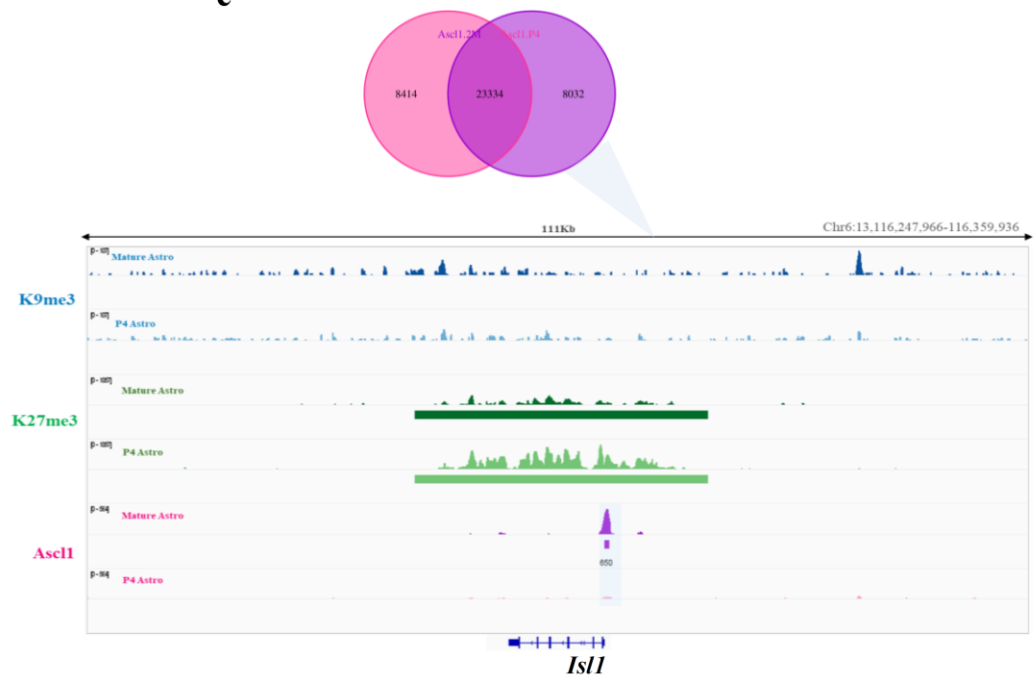 Ascl1.2M Ascl1.P4
8414 23334 8032
111Kb Chr6:13,116,247,966-116,359,936
Mature Astro
K9me3
P4 Astro
Mature Astro
K27me3
P4 Astro
Mature Astro
Ascl1
650
P4 Astro
Isl1